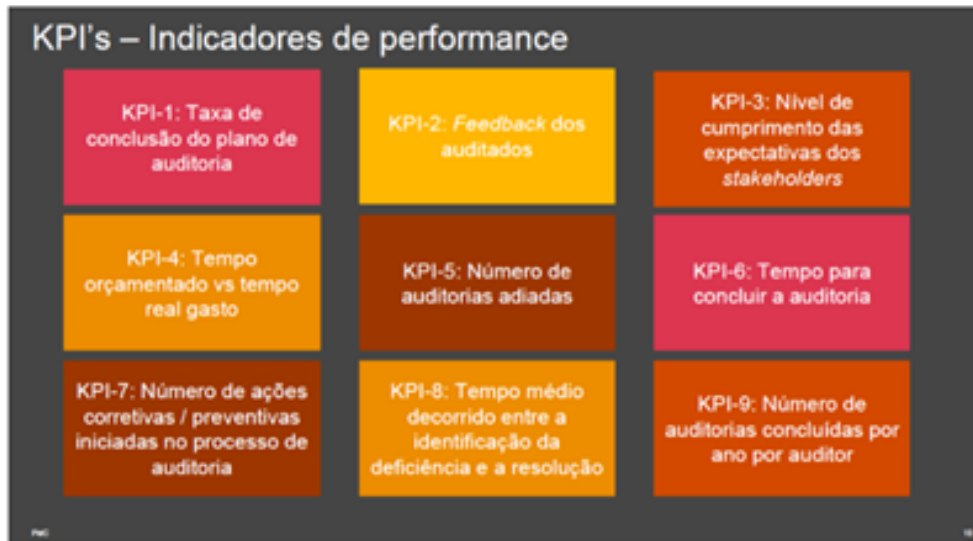 KPI's – Indicadores de performance
KPI-1: Taxa de
conclusão do plano de
auditoria
KPI-2: Feedback dos
auditados
KPI-3: Nível de
cumprimento das
expectativas dos
stakeholders
KPI-4: Tempo
orçamentado vs tempo
real gasto
KPI-5: Número de
auditorias adiadas
KPI-6: Tempo para
concluir a auditoria
KPI-7: Número de ações
corretivas / preventivas
iniciadas no processo de
auditoria
KPI-8: Tempo médio
decorrido entre a
identificação da
deficiência e a resolução
KPI-9: Número de
auditorias concluídas por
ano por auditor
PwC